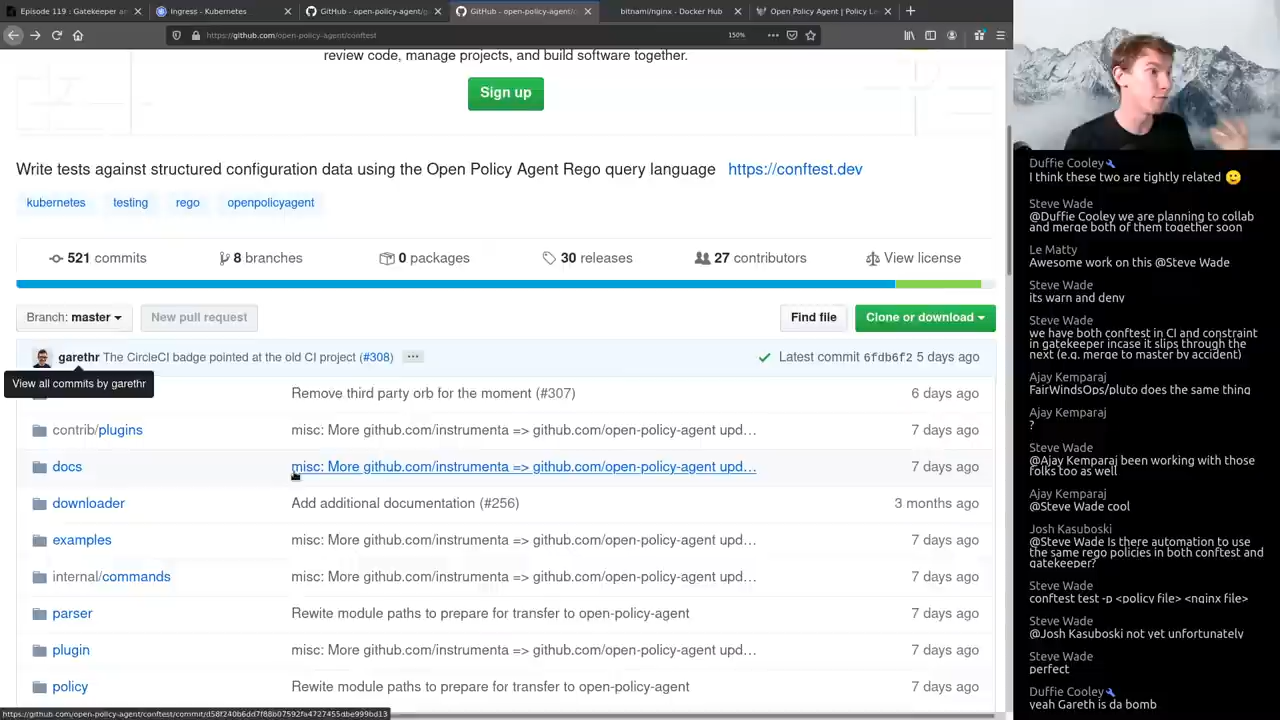 Episode 119 : Gatekeeper and
Ingress - Kubernetes
GitHub - open-policy-agent/g
GitHub - open-policy-agent/
bitnami/nginx - Docker Hub
Open Policy Agent | Policy L
https://github.com/open-policy-agent/conftest
150%
review code, manage projects, and build software together.
Sign up
Write tests against structured configuration data using the Open Policy Agent Rego query language https://conftest.dev
kubernetes testing rego openpolicyagent
521 commits
8 branches
0 packages
30 releases
27 contributors
View license
Branch: master
New pull request
Find file
Clone or download
garethr The CircleCI badge pointed at the old CI project (#308)
Latest commit 6fdb6f2 5 days ago
View all commits by garethr
Remove third party orb for the moment (#307) 6 days ago
contrib/plugins misc: More github.com/instrumenta => github.com/open-policy-agent upd… 7 days ago
docs misc: More github.com/instrumenta => github.com/open-policy-agent upd… 7 days ago
downloader Add additional documentation (#256) 3 months ago
examples misc: More github.com/instrumenta => github.com/open-policy-agent upd… 7 days ago
internal/commands misc: More github.com/instrumenta => github.com/open-policy-agent upd… 7 days ago
parser Rewite module paths to prepare for transfer to open-policy-agent 7 days ago
plugin Rewite module paths to prepare for transfer to open-policy-agent 7 days ago
policy Rewite module paths to prepare for transfer to open-policy-agent 7 days ago
Duffie Cooley
I think these two are tightly related 🙂
Steve Wade
@Duffie Cooley we are planning to collab
and merge both of them together soon
Le Matty
Awesome work on this @Steve Wade
Steve Wade
its warn and deny
Steve Wade
we have both conftest in CI and constraint
in gatekeeper incase it slips through the
next (e.g. merge to master by accident)
Ajay Kemparaj
FairWindsOps/pluto does the same thing
Ajay Kemparaj
?
Steve Wade
@Ajay Kemparaj been working with those
folks too as well
Ajay Kemparaj
@Steve Wade cool
Josh Kasuboski
@Steve Wade Is there automation to use
the same rego policies in both conftest and
gatekeeper?
Steve Wade
conftest test -p <policy file> <nginx file>
Steve Wade
@Josh Kasuboski not yet unfortunately
Steve Wade
perfect
Duffie Cooley
yeah Gareth is da bomb